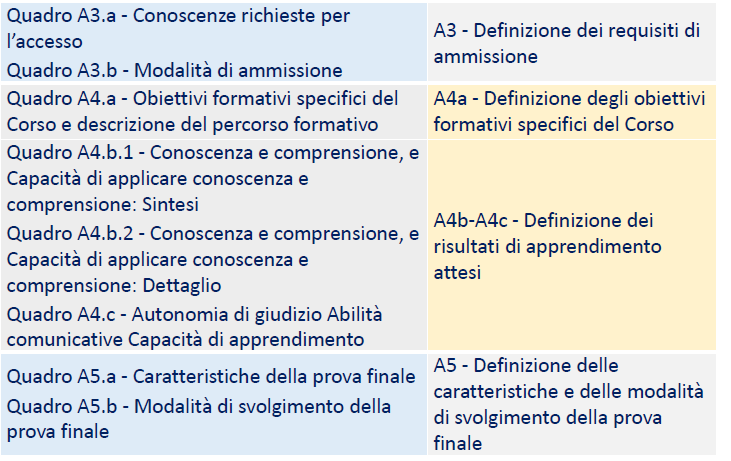 Quadro A3.a - Conoscenze richieste per
l’accesso
Quadro A3.b - Modalità di ammissione
A3 - Definizione dei requisiti di
ammissione
Quadro A4.a - Obiettivi formativi specifici del
Corso e descrizione del percorso formativo
A4a - Definizione degli obiettivi
formativi specifici del Corso
Quadro A4.b.1 - Conoscenza e comprensione, e
Capacità di applicare conoscenza e
comprensione: Sintesi
Quadro A4.b.2 - Conoscenza e comprensione, e
Capacità di applicare conoscenza e
comprensione: Dettaglio
Quadro A4.c - Autonomia di giudizio Abilità
comunicative Capacità di apprendimento
A4b-A4c - Definizione dei
risultati di apprendimento
attesi
Quadro A5.a - Caratteristiche della prova finale
Quadro A5.b - Modalità di svolgimento della
prova finale
A5 - Definizione delle
caratteristiche e delle modalità
di svolgimento della prova
finale